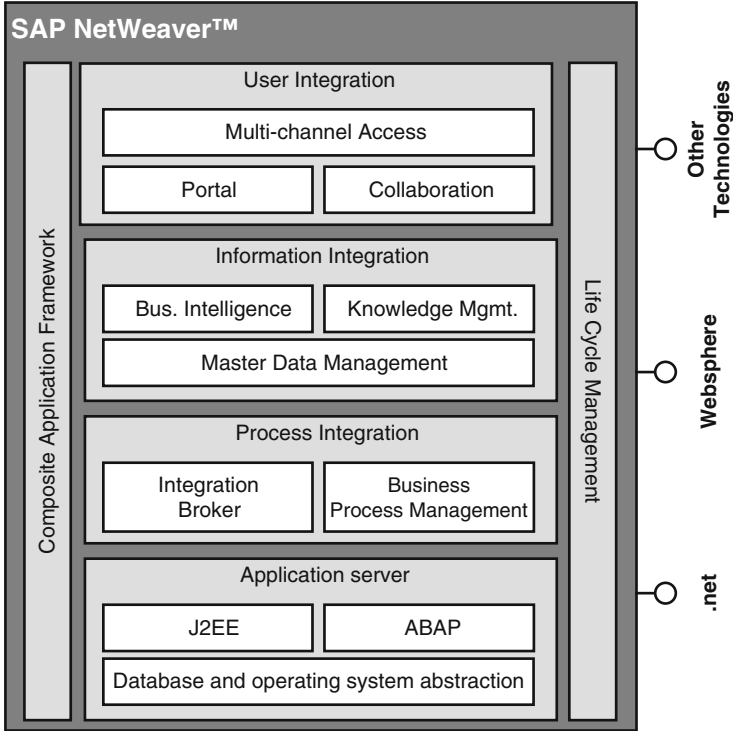 SAP NetWeaver™
Composite Application Framework
User Integration
Multi-channel Access
Portal
Collaboration
Information Integration
Bus. Intelligence
Knowledge Mgmt.
Master Data Management
Process Integration
Integration
Broker
Business
Process Management
Application server
J2EE
ABAP
Database and operating system abstraction
Life Cycle Management
Other
Technologies
Websphere
.net